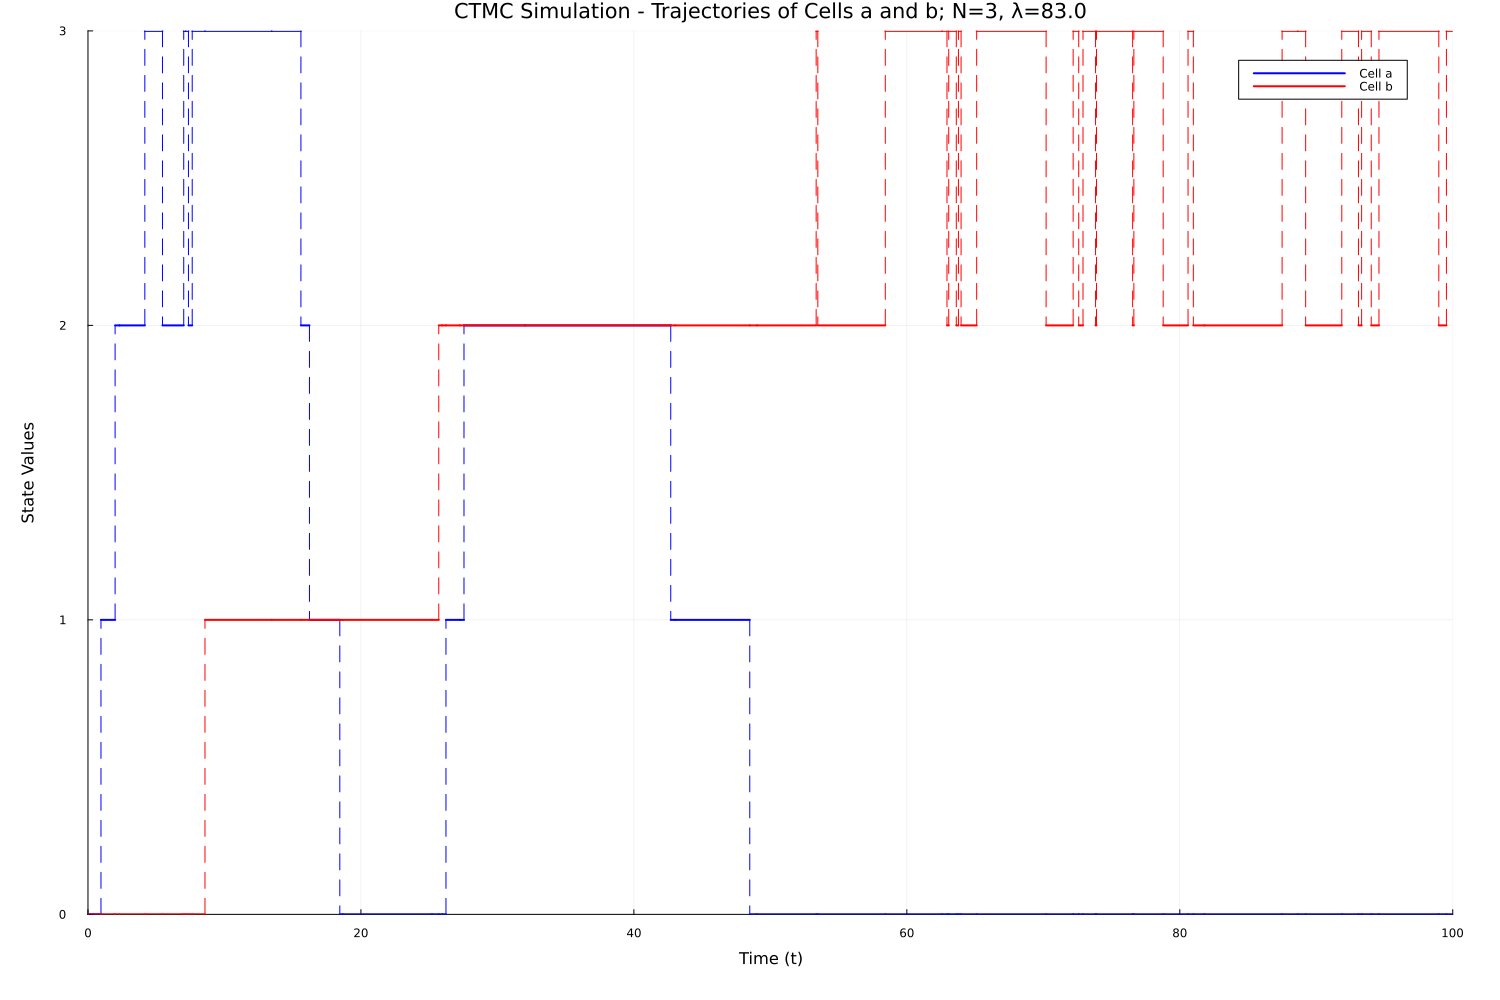 CTMC Simulation - Trajectories of Cells a and b; N=3, λ=83.0
3
Cell a
Cell b
2
State Values
1
0
0 20 40 60 80 100
Time (t)